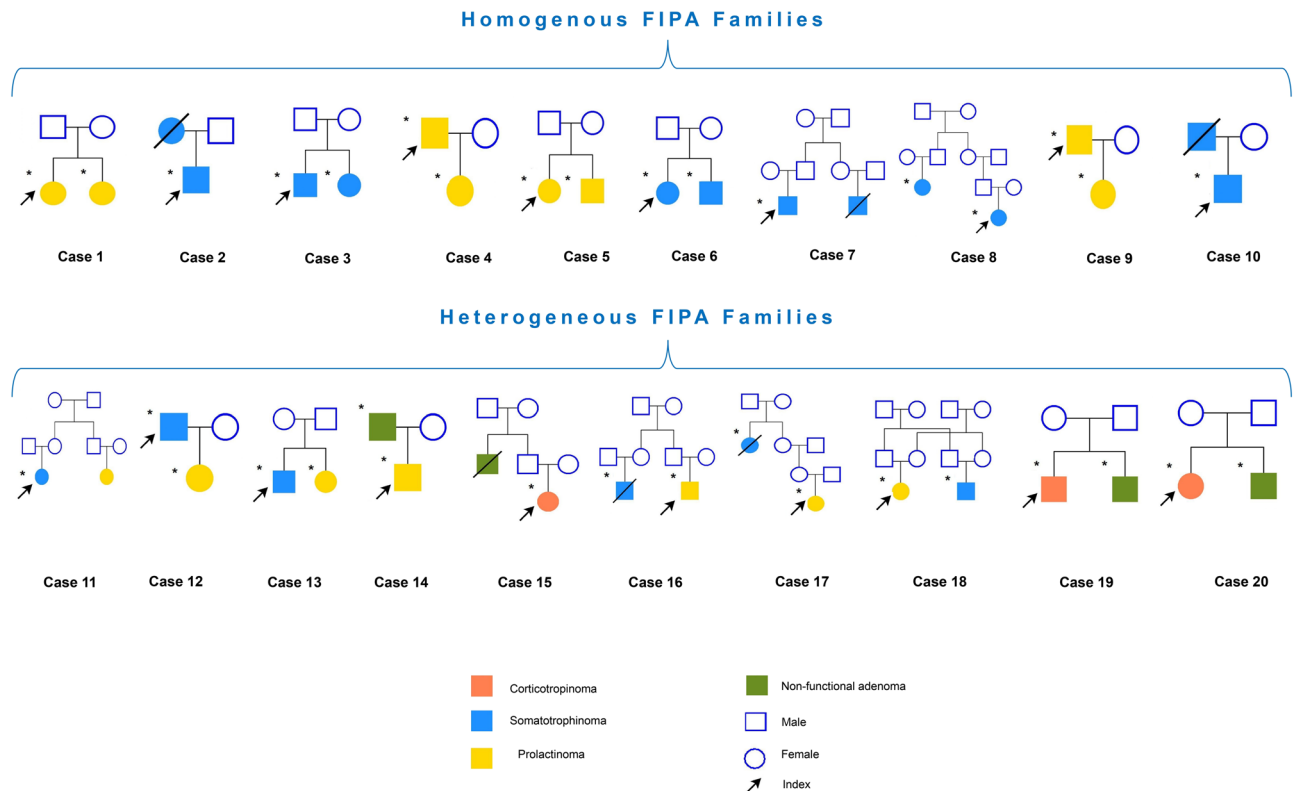 Homogenous FIPA Families
Case 1 Case 2 Case 3 Case 4 Case 5 Case 6 Case 7 Case 8 Case 9 Case 10
Heterogeneous FIPA Families
Case 11 Case 12 Case 13 Case 14 Case 15 Case 16 Case 17 Case 18 Case 19 Case 20
Corticotropinoma
Somatotrophinoma
Prolactinoma
Non-functional adenoma
Male
Female
Index